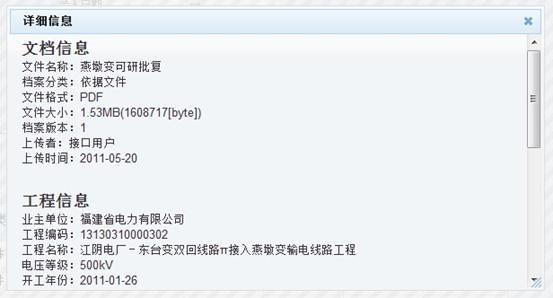 详细信息
文档信息
文件名称：燕墩变可研批复
档案分类：依据文件
文件格式：PDF
文件大小：1.53MB(1608717[byte])
档案版本：1
上传者：接口用户
上传时间：2011-05-20
工程信息
业主单位：福建省电力有限公司
工程编码：13130310000302
工程名称：江阴电厂－东台变双回线路π接入燕墩变输电线路工程
电压等级：500kV
开工年份：2011-01-26